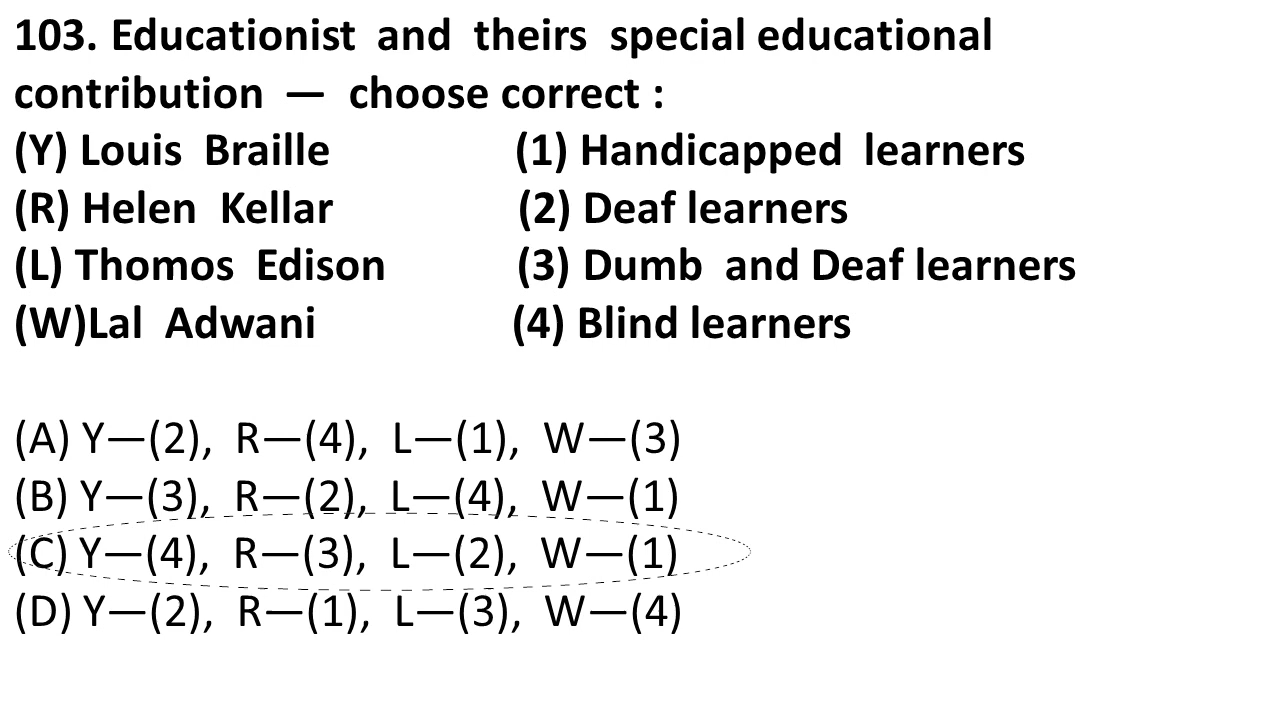 103. Educationist and theirs special educational
contribution — choose correct :
(Y) Louis Braille (1) Handicapped learners
(R) Helen Kellar (2) Deaf learners
(L) Thomos Edison (3) Dumb and Deaf learners
(W)Lal Adwani (4) Blind learners
(A) Y—(2), R—(4), L—(1), W—(3)
(B) Y—(3), R—(2), L—(4), W—(1)
(C) Y—(4), R—(3), L—(2), W—(1)
(D) Y—(2), R—(1), L—(3), W—(4)